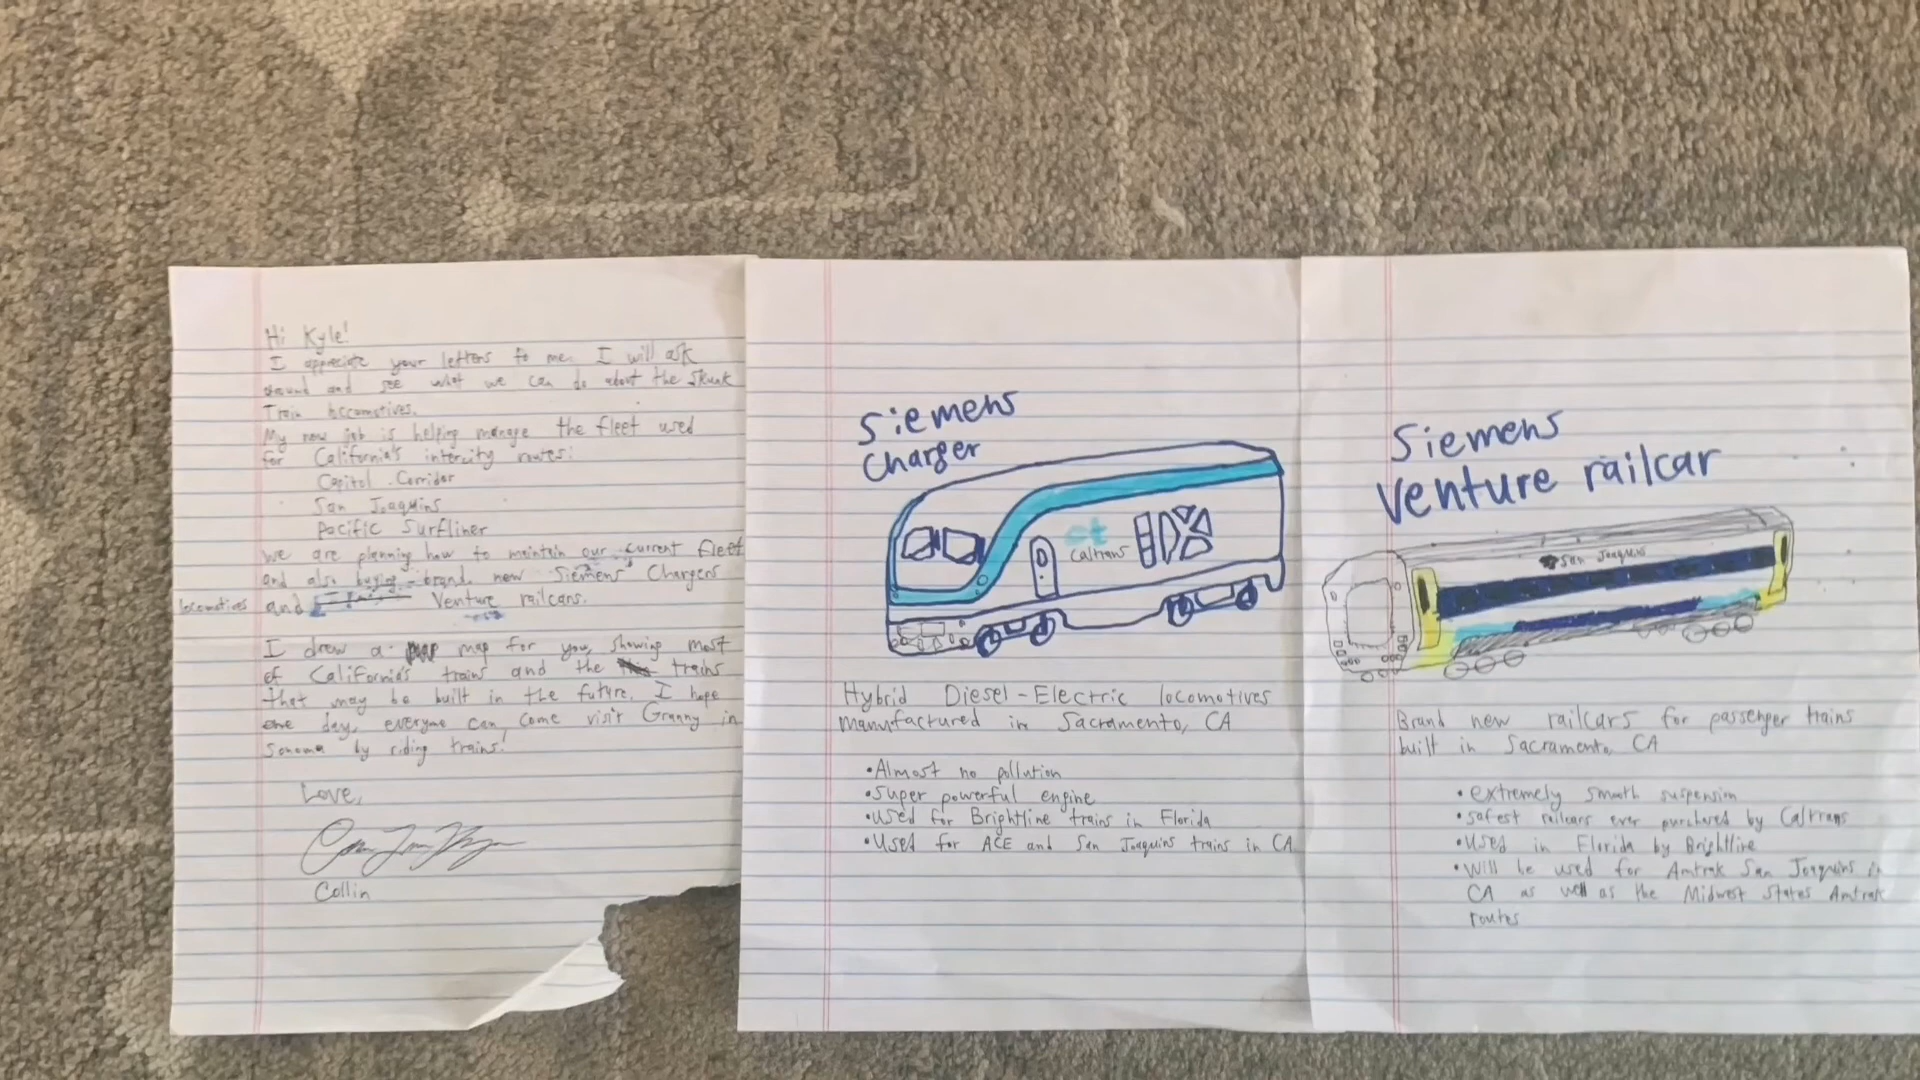 Hi Kyle!
I appreciate your letters to me. I will ask
around and see what we can do about the Skunk
Train locomotives.
My new job is helping manage the fleet used
for California's intercity routes:
Capitol Corridor
San Joaquins
Pacific Surfliner
We are planning how to maintain our current fleet
and also buying brand new Siemens Chargers
locomotives and Venture railcars.
I drew a map for you, showing most
of California's trains and the trains
that may be built in the future. I hope
one day, everyone can come visit Granny in
Sonoma by riding trains!
Love,
Collin
Siemens
Charger
ct
caltrans
Hybrid Diesel-Electric locomotives
manufactured in Sacramento, CA
•Almost no pollution
•Super powerful engine
•Used for Brightline trains in Florida
•Used for ACE and San Joaquins trains in CA
Siemens
Venture railcar
San Joaquins
Brand new railcars for passenger trains
built in Sacramento, CA
•extremely smooth suspension
•safest railcars ever purchased by Caltrans
•Used in Florida by Brightline
•Will be used for Amtrak San Joaquins in
CA as well as the Midwest States Amtrak
routes